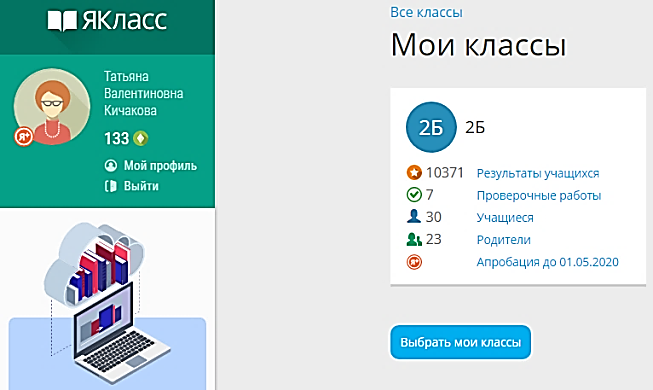 ЯКласс
Татьяна
Валентиновна
Кичакова
Я+
133
Мой профиль
Выйти
Все классы
Мои классы
2Б 2Б
10371 Результаты учащихся
7 Проверочные работы
30 Учащиеся
23 Родители
Я+ Апробация до 01.05.2020
Выбрать мои классы